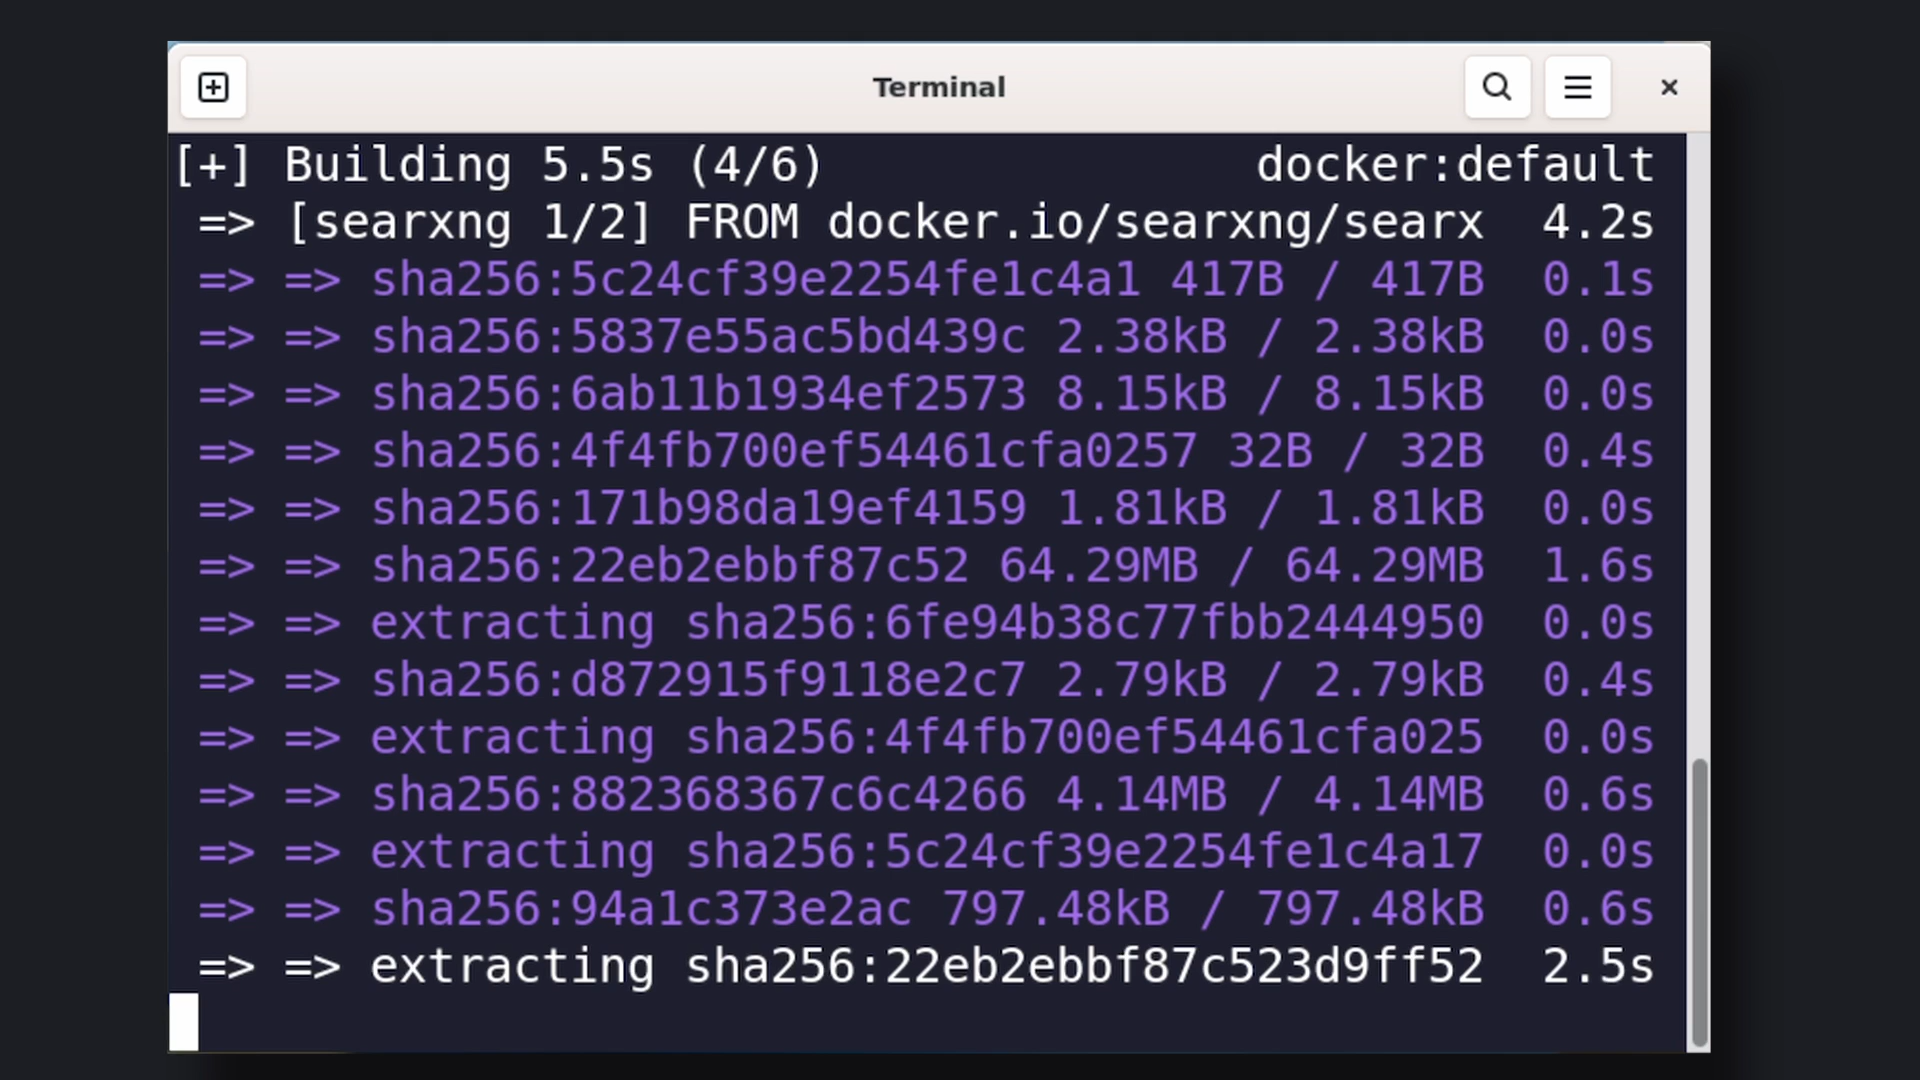 Terminal
[+] Building 5.5s (4/6) docker:default
=> [searxng 1/2] FROM docker.io/searxng/searx 4.2s
=> => sha256:5c24cf39e2254fe1c4a1 417B / 417B 0.1s
=> => sha256:5837e55ac5bd439c 2.38kB / 2.38kB 0.0s
=> => sha256:6ab11b1934ef2573 8.15kB / 8.15kB 0.0s
=> => sha256:4f4fb700ef54461cfa0257 32B / 32B 0.4s
=> => sha256:171b98da19ef4159 1.81kB / 1.81kB 0.0s
=> => sha256:22eb2ebbf87c52 64.29MB / 64.29MB 1.6s
=> => extracting sha256:6fe94b38c77fbb2444950 0.0s
=> => sha256:d872915f9118e2c7 2.79kB / 2.79kB 0.4s
=> => extracting sha256:4f4fb700ef54461cfa025 0.0s
=> => sha256:882368367c6c4266 4.14MB / 4.14MB 0.6s
=> => extracting sha256:5c24cf39e2254fe1c4a17 0.0s
=> => sha256:94a1c373e2ac 797.48kB / 797.48kB 0.6s
=> => extracting sha256:22eb2ebbf87c523d9ff52 2.5s